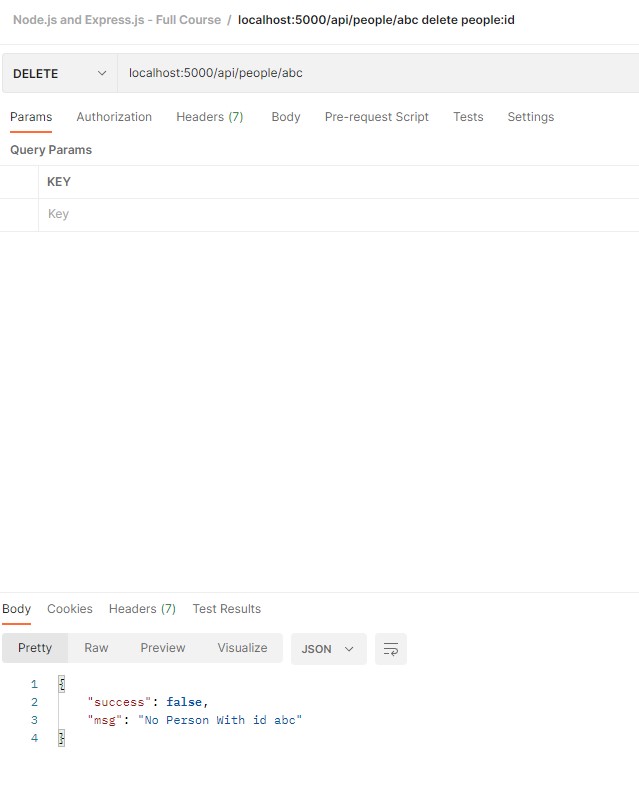 Node.js and Express.js - Full Course / localhost:5000/api/people/abc delete people:id
DELETE localhost:5000/api/people/abc
Params Authorization Headers (7) Body Pre-request Script Tests Settings
Query Params
KEY
Key
Body Cookies Headers (7) Test Results
Pretty Raw Preview Visualize JSON
1 {
2 "success": false,
3 "msg": "No Person With id abc"
4 }